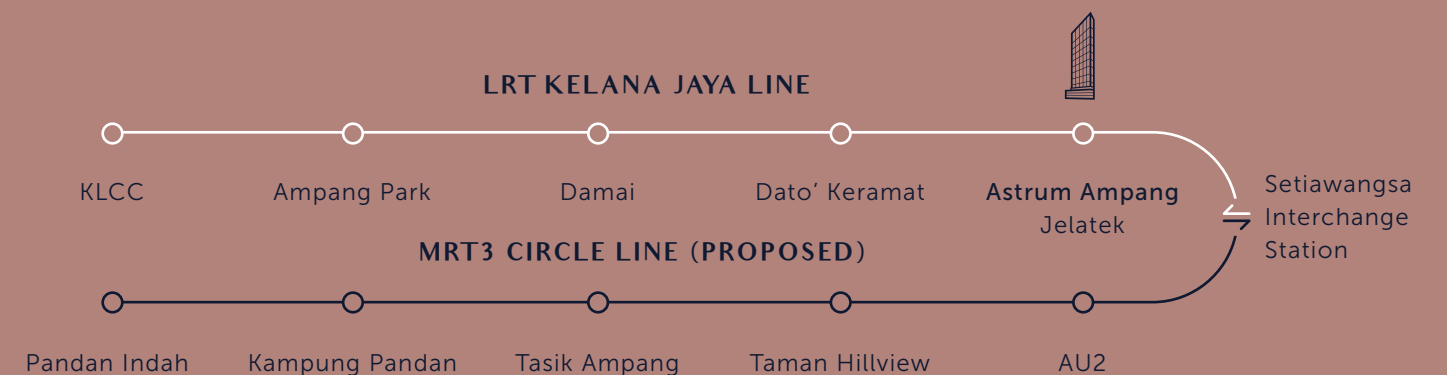 LRT KELANA JAYA LINE
KLCC
Ampang Park
Damai
Dato’ Keramat
Astrum Ampang
Jelatek
Setiawangsa
Interchange
Station
MRT3 CIRCLE LINE (PROPOSED)
Pandan Indah
Kampung Pandan
Tasik Ampang
Taman Hillview
AU2